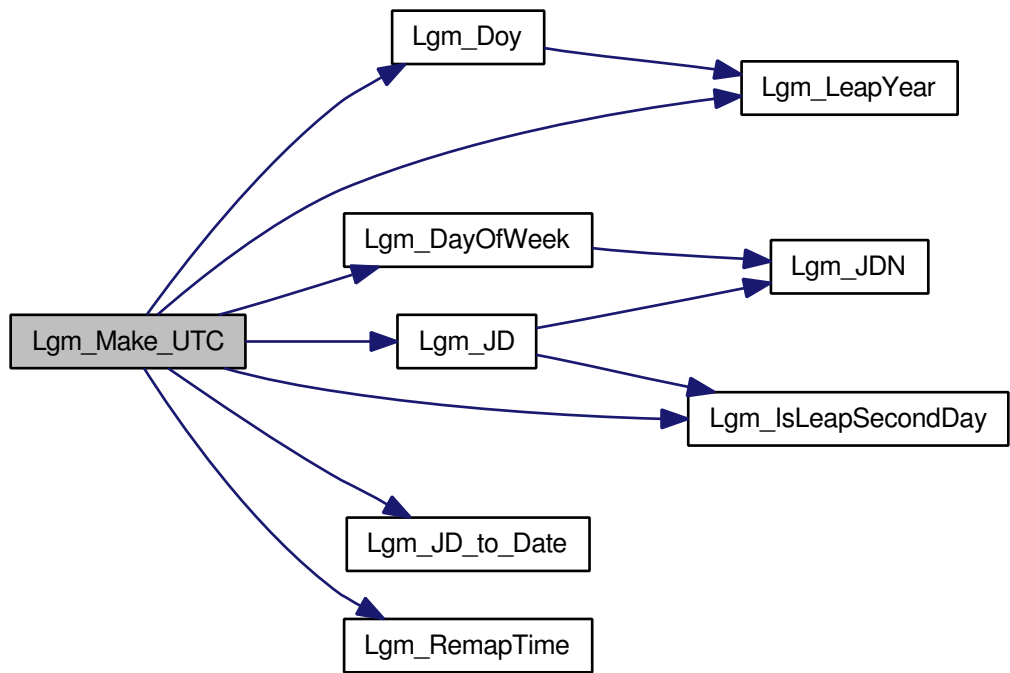 Lgm_Doy
Lgm_LeapYear
Lgm_DayOfWeek
Lgm_JDN
Lgm_Make_UTC
Lgm_JD
Lgm_IsLeapSecondDay
Lgm_JD_to_Date
Lgm_RemapTime